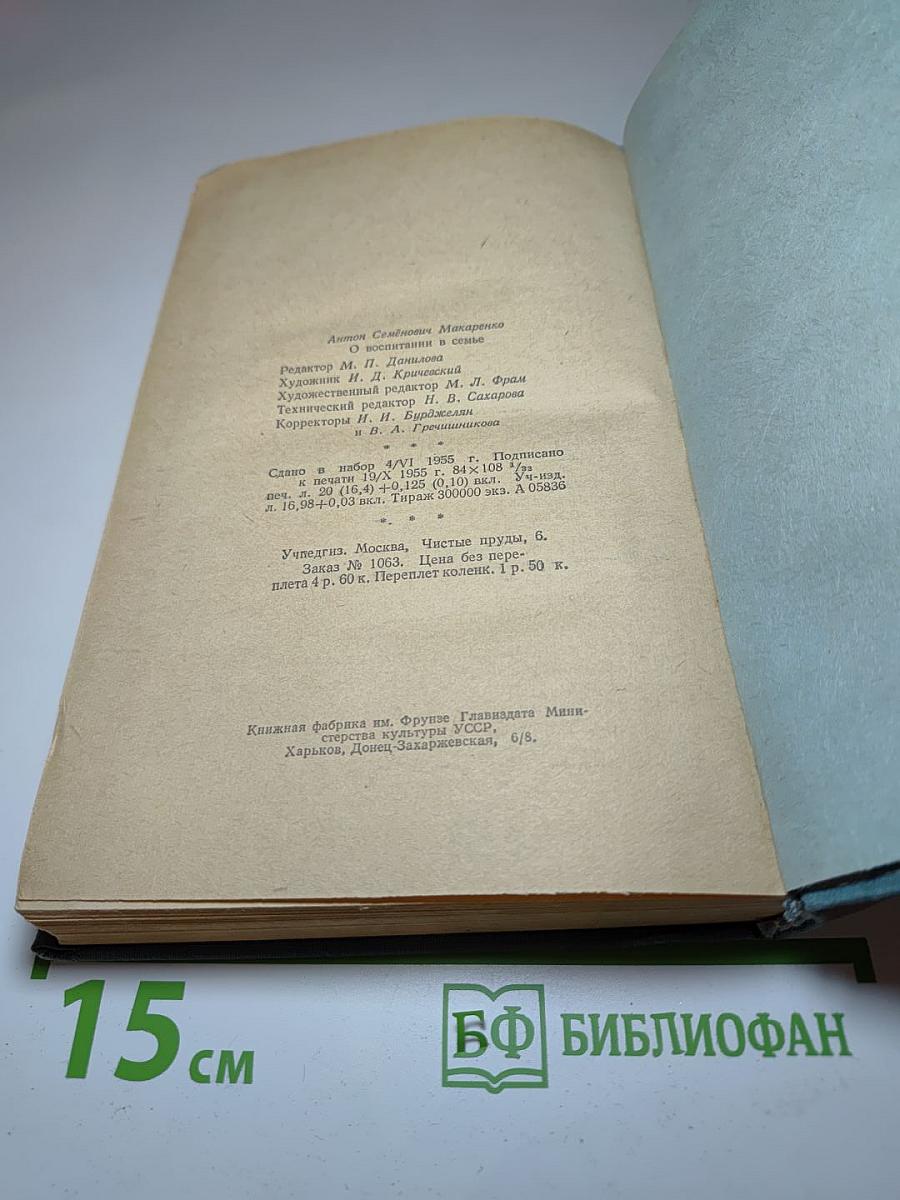 Антон Семёнович Макаренко
О воспитании в семье
Редактор М. П. Данилова
Художник И. Д. Кричевский
Художественный редактор М. Л. Фрам
Технический редактор Н. В. Сахарова
Корректоры И. И. Бурджелян
и В. А. Гречишникова
* * *
Сдано в набор 4/VI 1955 г. Подписано
к печати 19/X 1955 г. 84×108 1/32
печ. л. 20 (16,4) +0,125 (0,10) вкл. Уч-изд.
л. 16,98+0,03 вкл. Тираж 300000 экз. А 05836
*. * *
Учпедгиз. Москва, Чистые пруды, 6.
Заказ № 1063. Цена без пере-
плета 4 р. 60 к. Переплет коленк. 1 р. 50 к.
Книжная фабрика им. Фрунзе Главиздата Мини-
стерства культуры УССР,
Харьков, Донец-Захаржевская, 6/8.
15 см
БФ БИБЛИОФАН